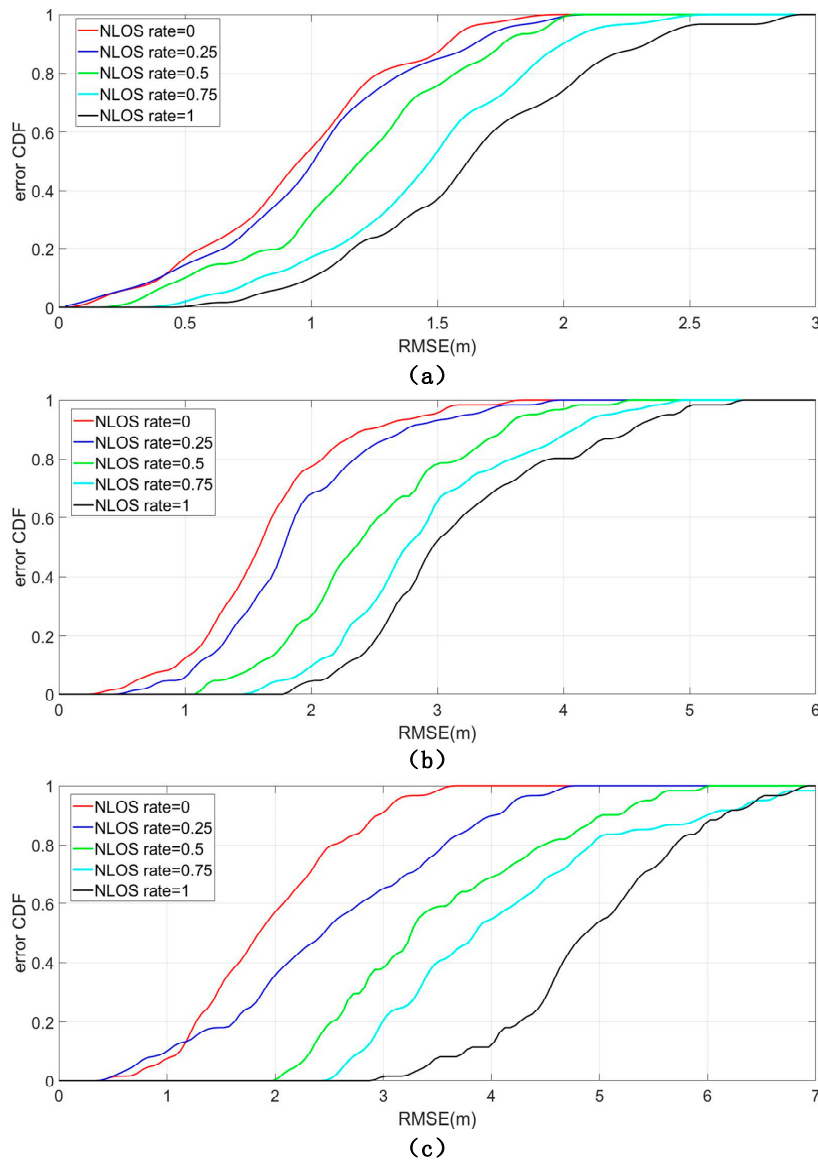 1
0.8
0.6
0.4
0.2
0
error CDF
NLOS rate=0
NLOS rate=0.25
NLOS rate=0.5
NLOS rate=0.75
NLOS rate=1
0 0.5 1 1.5 2 2.5 3
RMSE(m)
(a)
1
0.8
0.6
0.4
0.2
0
error CDF
NLOS rate=0
NLOS rate=0.25
NLOS rate=0.5
NLOS rate=0.75
NLOS rate=1
0 1 2 3 4 5 6
RMSE(m)
(b)
1
0.8
0.6
0.4
0.2
0
error CDF
NLOS rate=0
NLOS rate=0.25
NLOS rate=0.5
NLOS rate=0.75
NLOS rate=1
0 1 2 3 4 5 6 7
RMSE(m)
(c)